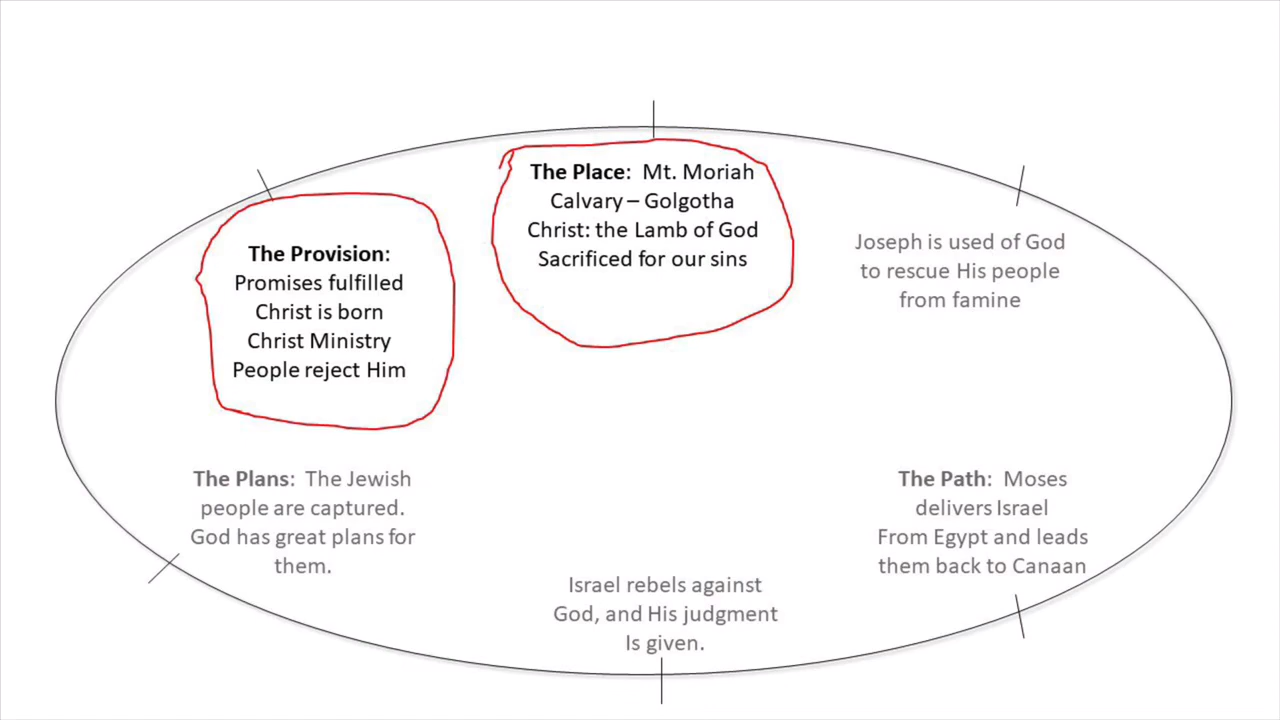 The Place: Mt. Moriah
Calvary – Golgotha
Christ: the Lamb of God
Sacrificed for our sins
Joseph is used of God
to rescue His people
from famine
The Path: Moses
delivers Israel
From Egypt and leads
them back to Canaan
Israel rebels against
God, and His judgment
Is given.
The Plans: The Jewish
people are captured.
God has great plans for
them.
The Provision:
Promises fulfilled
Christ is born
Christ Ministry
People reject Him